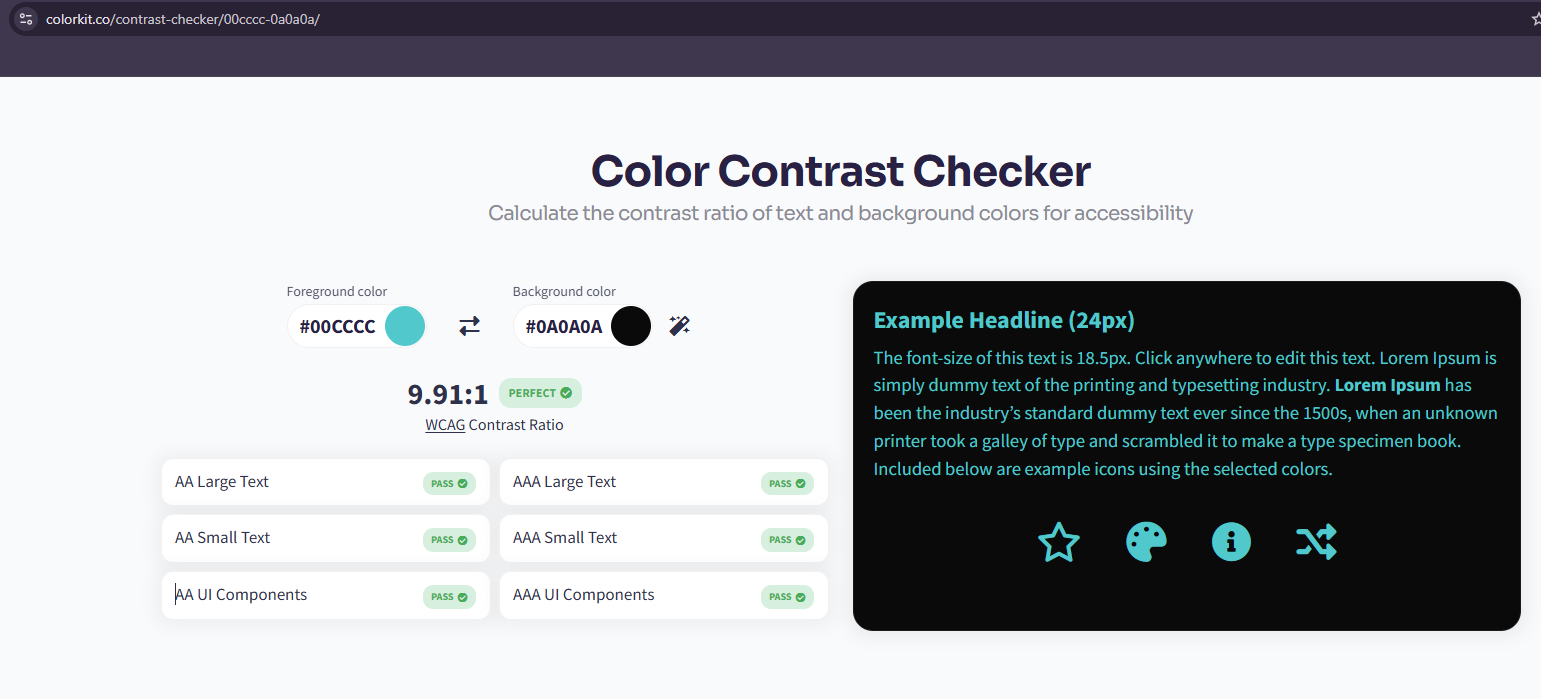 colorkit.co/contrast-checker/00cccc-0a0a0a/
Color Contrast Checker
Calculate the contrast ratio of text and background colors for accessibility
Foreground color
#00CCCC
Background color
#0A0A0A
9.91:1 PERFECT
WCAG Contrast Ratio
AA Large Text PASS
AAA Large Text PASS
AA Small Text PASS
AAA Small Text PASS
AA UI Components PASS
AAA UI Components PASS
Example Headline (24px)
The font-size of this text is 18.5px. Click anywhere to edit this text. Lorem Ipsum is
simply dummy text of the printing and typesetting industry. Lorem Ipsum has
been the industry’s standard dummy text ever since the 1500s, when an unknown
printer took a galley of type and scrambled it to make a type specimen book.
Included below are example icons using the selected colors.